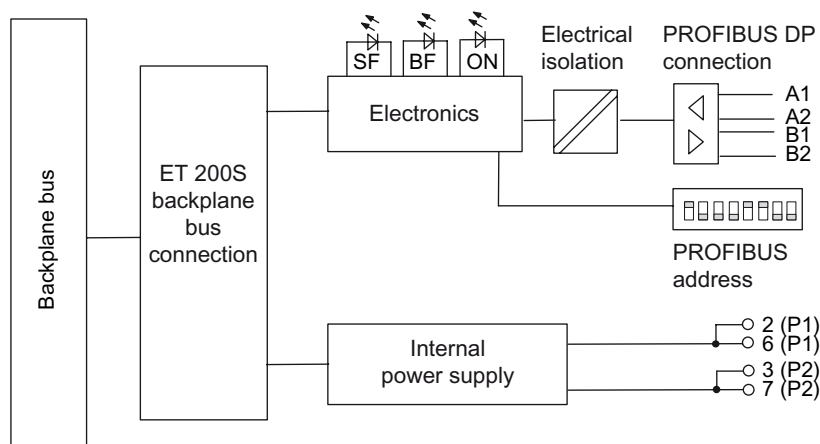 Electrical
isolation
PROFIBUS DP
connection
SF
BF
ON
A1
A2
B1
B2
Electronics
Backplane bus
ET 200S
backplane
bus
connection
PROFIBUS
address
Internal
power supply
2 (P1)
6 (P1)
3 (P2)
7 (P2)